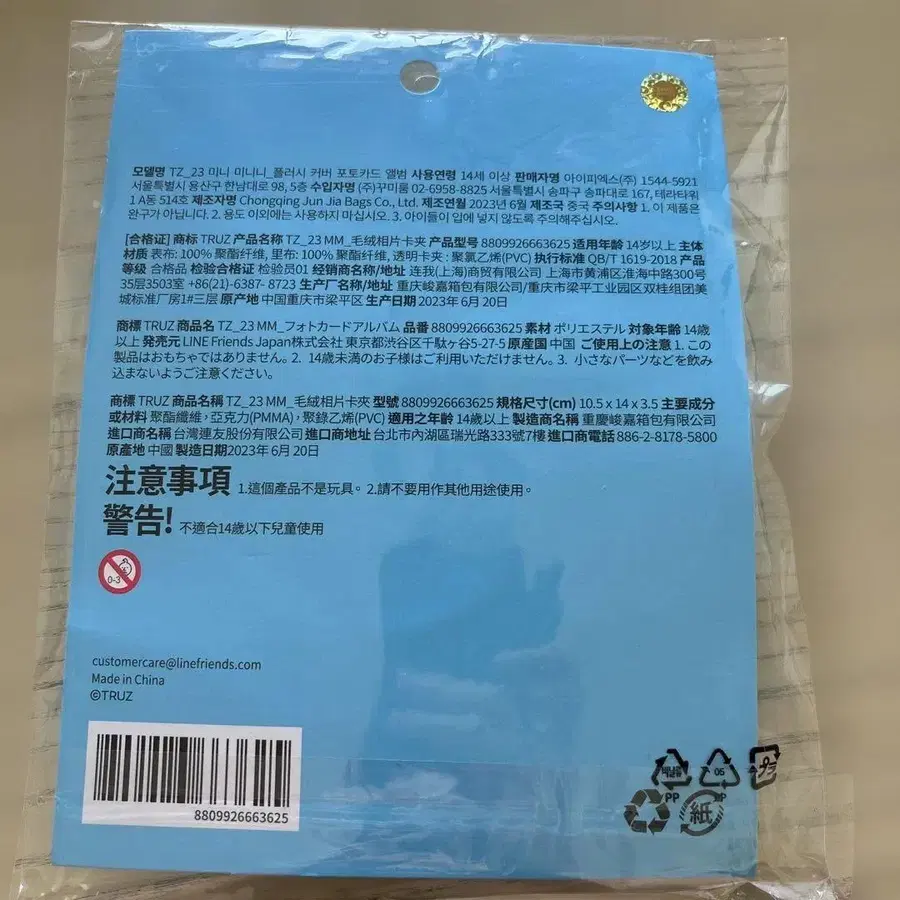 모델명 TZ_23 미니 미니니_플러시 커버 포토카드 앨범 사용연령 14세 이상 판매자명 아이피엑스(주) 1544-5921
서울특별시 용산구 한남대로 98, 5층 수입자명 (주)꾸미룸 02-6958-8825 서울특별시 송파구 송파대로 167, 테라타워
1 A동 514호 제조자명 Chongqing Jun Jia Bags Co., Ltd. 제조연월 2023년 6월 제조국 중국 주의사항 1. 이 제품은
완구가 아닙니다. 2. 용도 이외에는 사용하지 마십시오. 3. 아이들이 입에 넣지 않도록 주의해주십시오.
[合格证] 商标 TRUZ 产品名称 TZ_23 MM_毛绒相片卡夹 产品型号 8809926663625 适用年龄 14岁以上 主体
材质 表布: 100% 聚酯纤维, 里布: 100% 聚酯纤维, 透明卡夹 : 聚氯乙烯(PVC) 执行标准 QB/T 1619-2018 产品
等级 合格品 检验合格证 检验员01 经销商名称/地址 连我(上海)商贸有限公司 上海市黄浦区淮海中路300号
35层3503室 +86(21)-6387- 8723 生产厂名称/地址 重庆峻嘉箱包有限公司/重庆市梁平工业园区双桂组团美
城标准厂房1#三层 原产地 中国重庆市梁平区 生产日期 2023年 6月 20日
商標 TRUZ 商品名 TZ_23 MM_フォトカードアルバム 品番 8809926663625 素材 ポリエステル 対象年齢 14歳
以上 発売元 LINE Friends Japan株式会社 東京都渋谷区千駄ヶ谷5-27-5 原産国 中国 ご使用上の注意 1. この
製品はおもちゃではありません。2. 14歳未満のお子様はご利用いただけません。3. 小さなパーツなどを飲み
込まないようご注意ください。
商標 TRUZ 商品名稱 TZ_23 MM_毛絨相片卡夾 型號 8809926663625 規格尺寸(cm) 10.5 x 14 x 3.5 主要成分
或材料 聚酯纖維, 亞克力(PMMA), 聚錄乙烯(PVC) 適用之年齡 14歲以上 製造商名稱 重慶峻嘉箱包有限公司
進口商名稱 台灣連友股份有限公司 進口商地址 台北市內湖區瑞光路333號7樓 進口商電話 886-2-8178-5800
原產地 中國 製造日期2023年 6月 20日
注意事項 1.這個產品不是玩具。 2.請不要用作其他用途使用。
警告! 不適合14歲以下兒童使用
0-3
customercare@linefriends.com
Made in China
©TRUZ
8809926663625
05
プラ
PP
紙